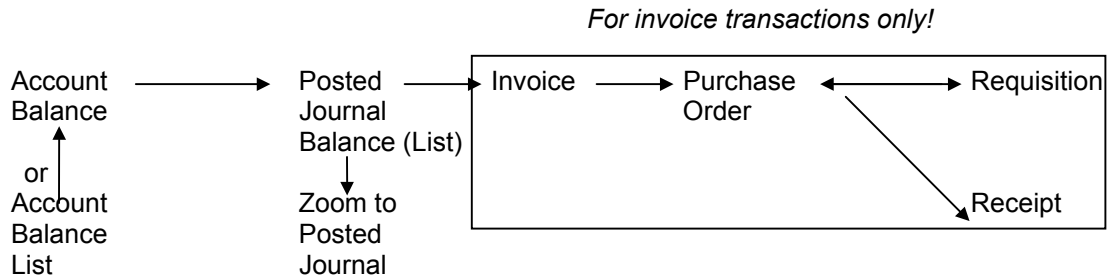 For invoice transactions only!
Account
Balance
or
Account
Balance
List
Posted
Journal
Balance (List)
Zoom to
Posted
Journal
Invoice
Purchase
Order
Requisition
Receipt